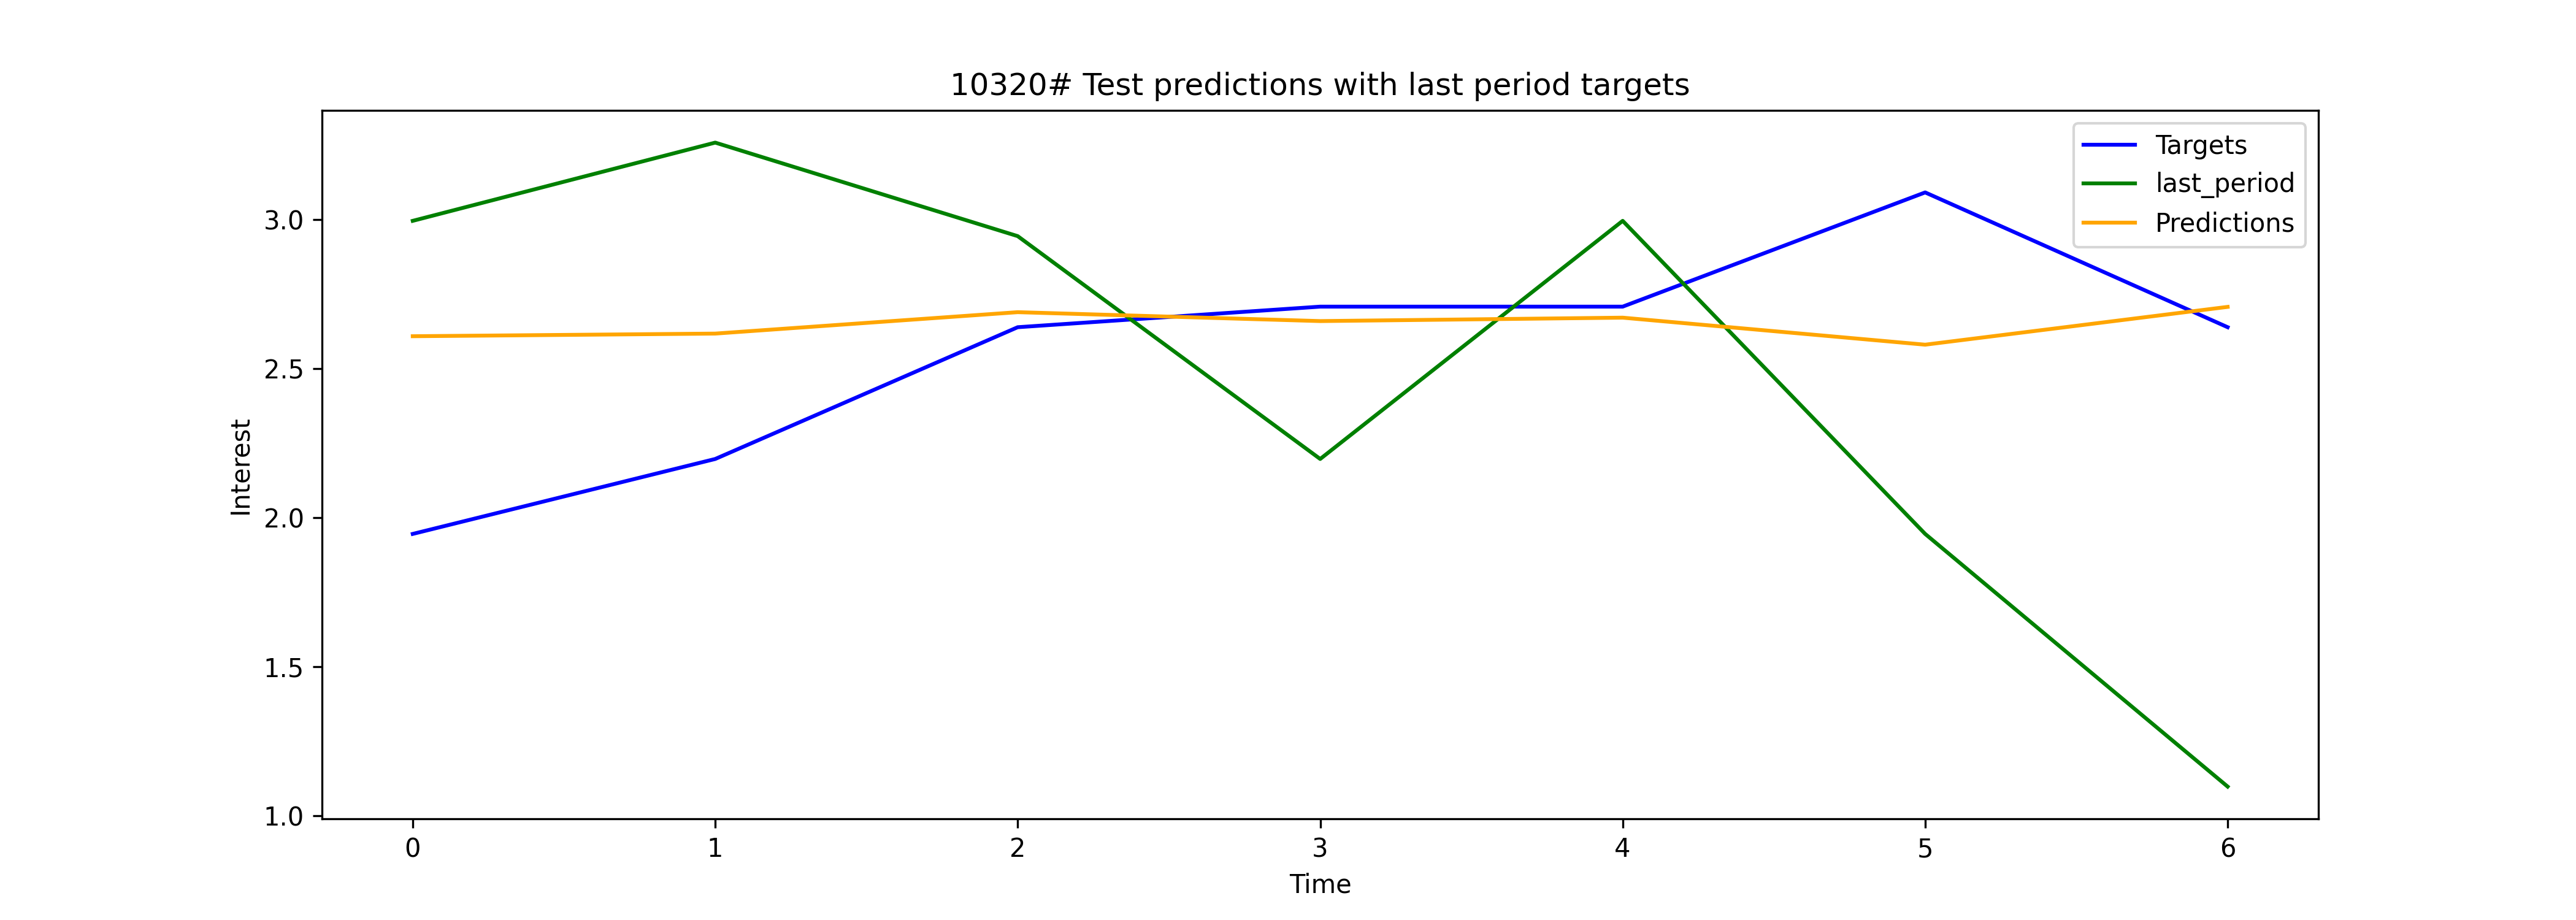 10320# Test predictions with last period targets
Targets
last_period
Predictions
Interest
3.0
2.5
2.0
1.5
1.0
0 1 2 3 4 5 6
Time